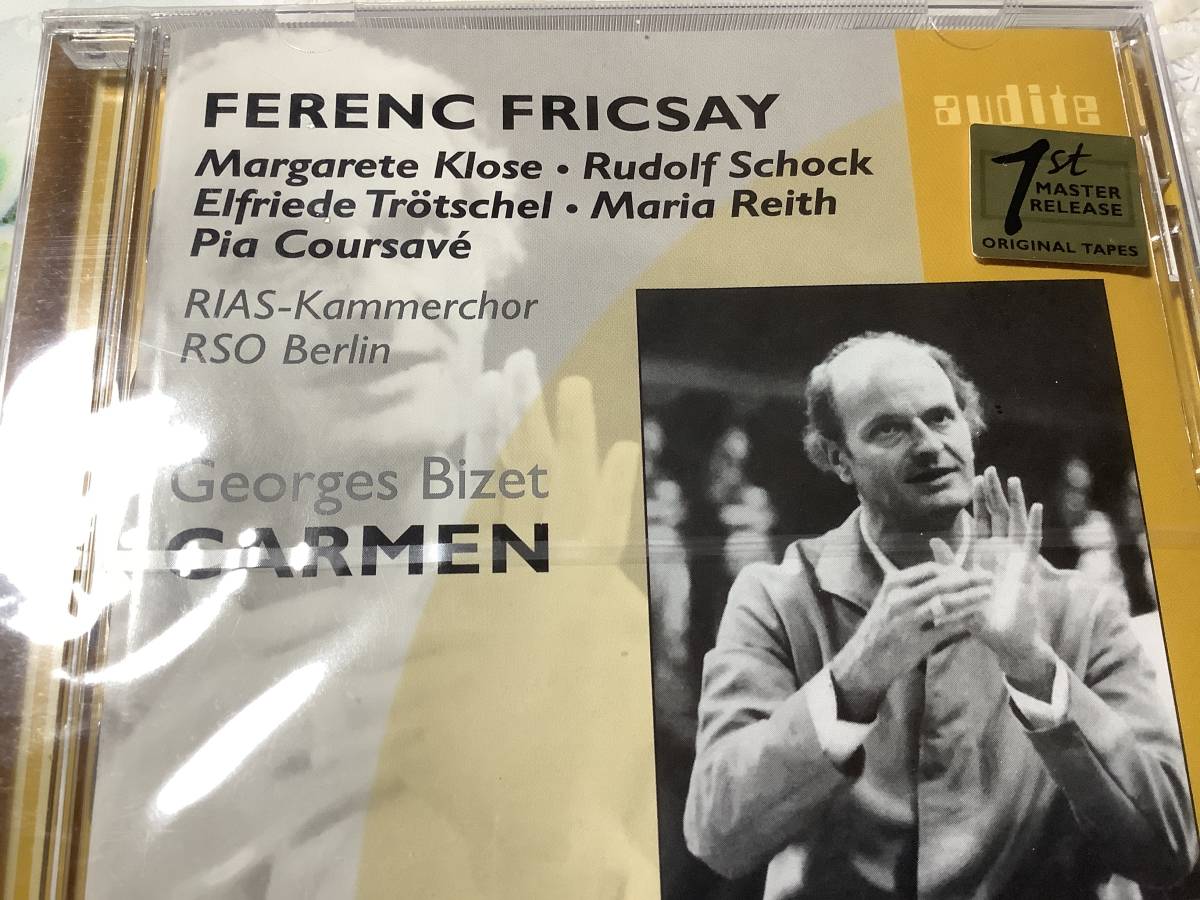 FERENC FRICSAY
audite
Margarete Klose • Rudolf Schock
Elfriede Trötschel • Maria Reith
Pia Coursavé
1st
MASTER
RELEASE
ORIGINAL TAPES
RIAS-Kammerchor
RSO Berlin
Georges Bizet
CARMEN